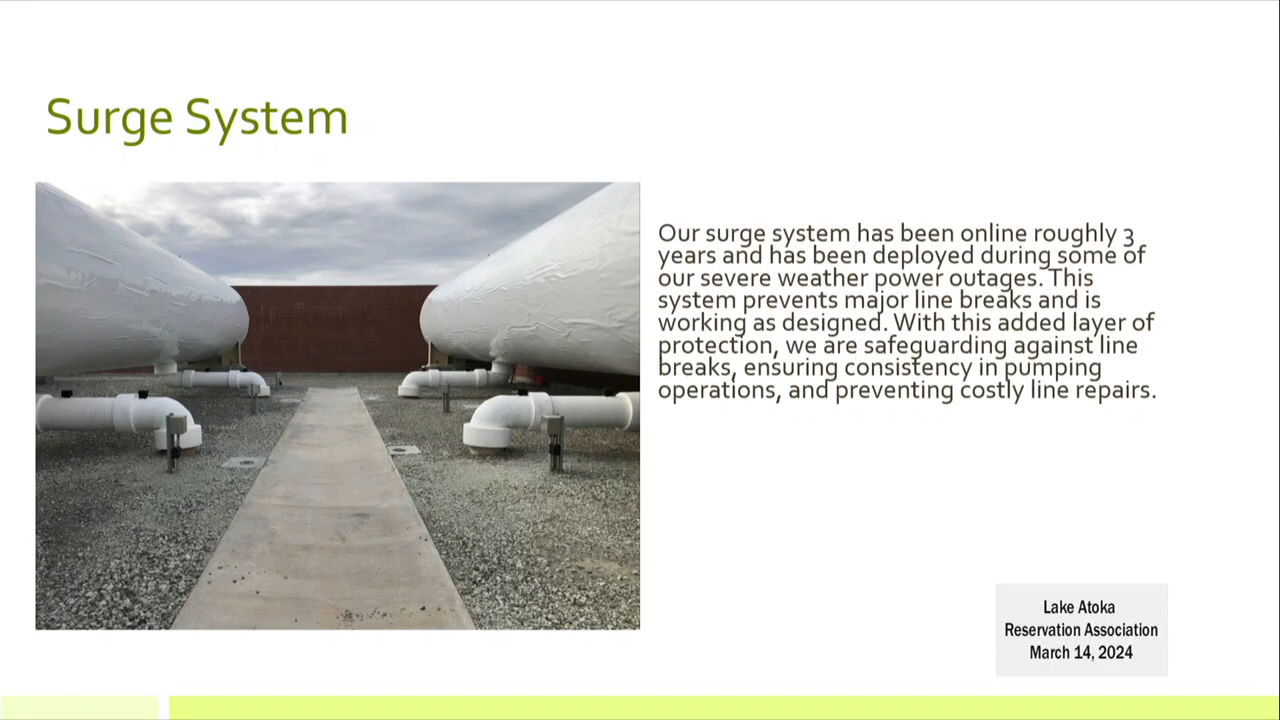 Surge System
Our surge system has been online roughly 3
years and has been deployed during some of
our severe weather power outages. This
system prevents major line breaks and is
working as designed. With this added layer of
protection, we are safeguarding against line
breaks, ensuring consistency in pumping
operations, and preventing costly line repairs.
Lake Atoka
Reservation Association
March 14, 2024